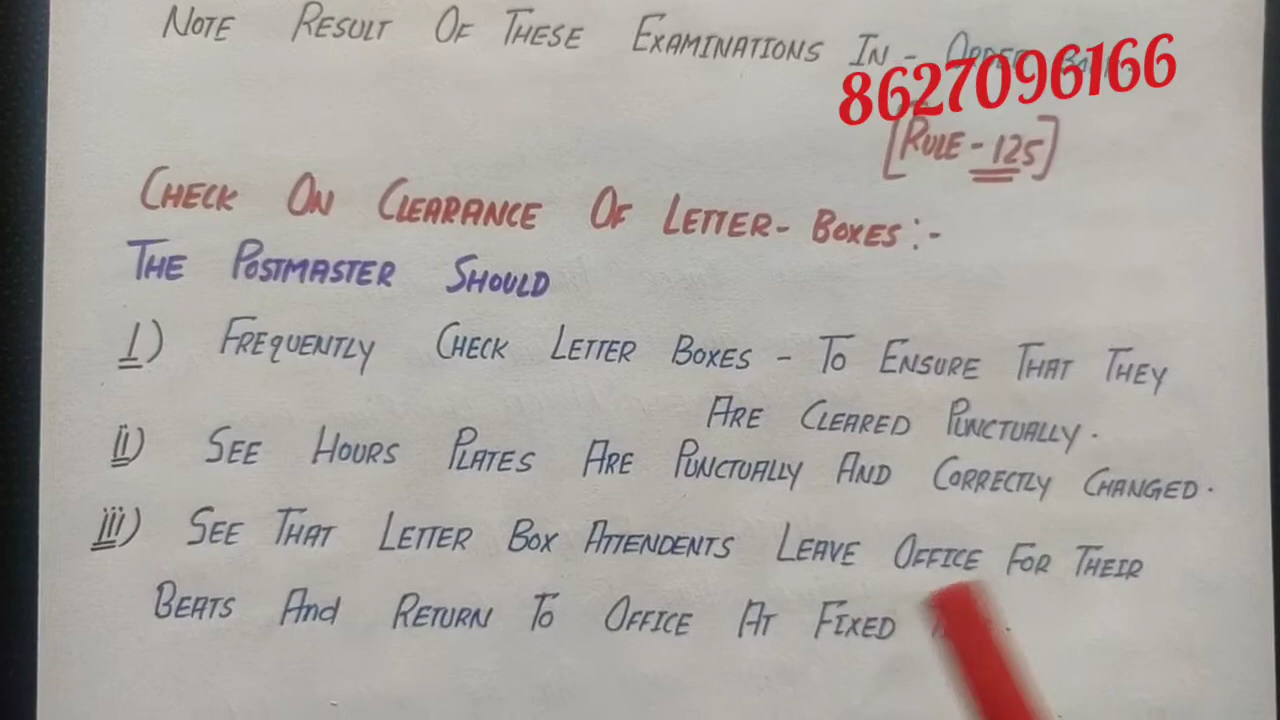 NOTE RESULT OF THESE EXAMINATIONS IN - ORDER
8627096166
[RULE - 125]
CHECK ON CLEARANCE OF LETTER - BOXES :-
THE POSTMASTER SHOULD
i) FREQUENTLY CHECK LETTER BOXES - TO ENSURE THAT THEY
ARE CLEARED PUNCTUALLY.
ii) SEE HOURS PLATES ARE PUNCTUALLY AND CORRECTLY CHANGED.
iii) SEE THAT LETTER BOX ATTENDENTS LEAVE OFFICE FOR THEIR
BEATS And RETURN TO OFFICE AT FIXED